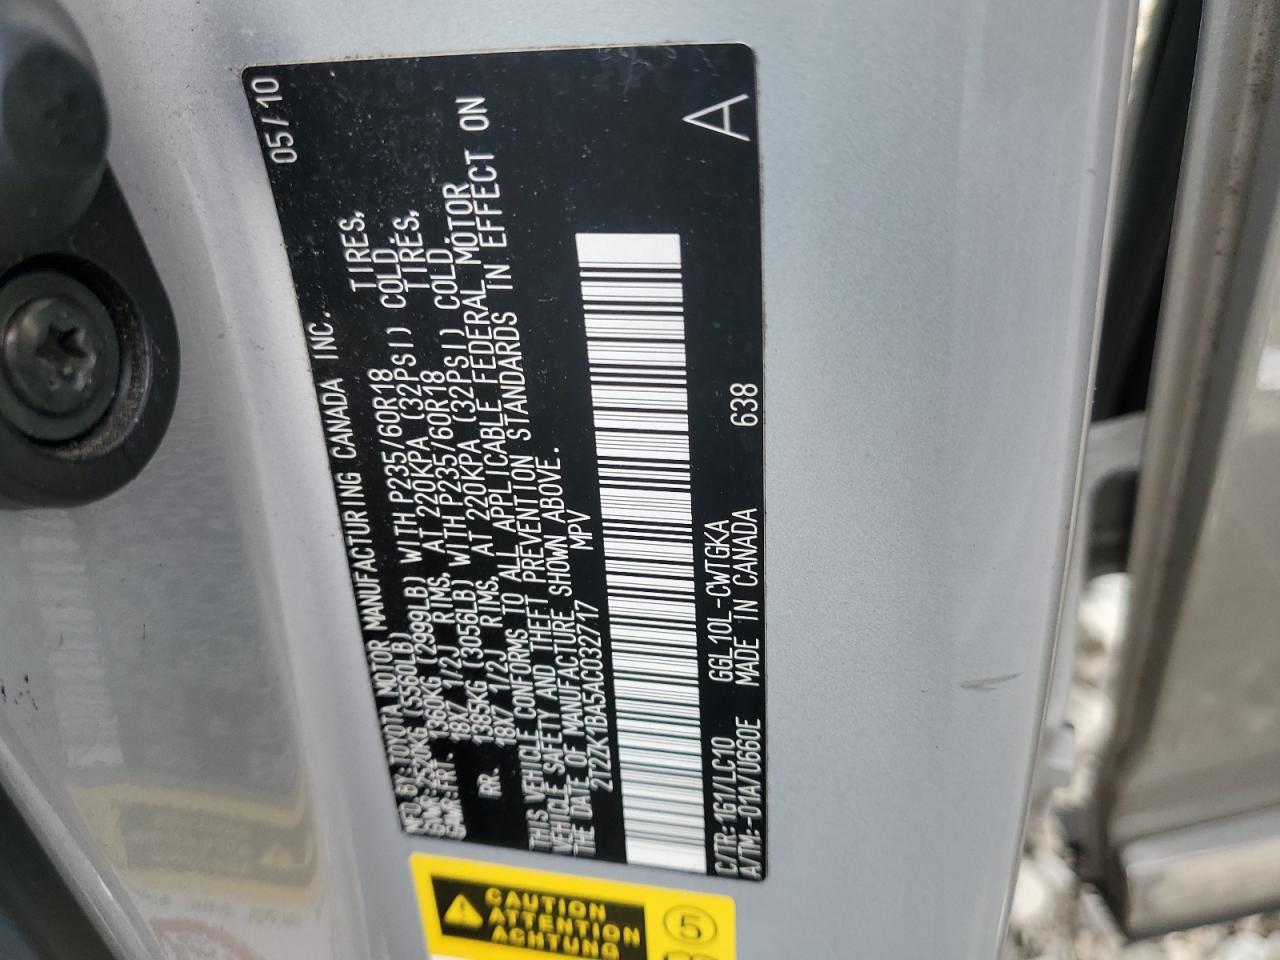 MFD BY:TOYOTA MOTOR MANUFACTURING CANADA INC. 05/10
GVWR:2520KG (5560LB)
GAWR:FRT. 1360KG (2999LB) WITH P235/60R18 TIRES,
18X7 1/2J RIMS, AT 220KPA (32PSI) COLD.
RR. 1385KG (3056LB) WITH P235/60R18 TIRES,
18X7 1/2J RIMS, AT 220KPA (32PSI) COLD.
THIS VEHICLE CONFORMS TO ALL APPLICABLE FEDERAL MOTOR
VEHICLE SAFETY AND THEFT PREVENTION STANDARDS IN EFFECT ON
THE DATE OF MANUFACTURE SHOWN ABOVE.
2T2ZK1BA5AC032717 MPV
A
C/TR:1G1/LC10 GGL10L-CWTGKA
A/TM:-01A/U660E MADE IN CANADA 638
CAUTION
ATTENTION
ACHTUNG
5